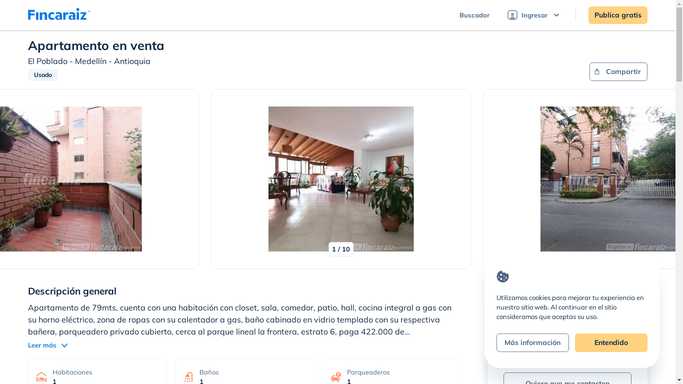 Fincaraiz
Buscador
Ingresar
Publica gratis
Apartamento en venta
El Poblado - Medellín - Antioquia
Usado
Compartir
1 / 10
Descripción general
Apartamento de 79mts, cuenta con una habitación con closet, sala, comedor, patio, hall, cocina integral a gas con
su horno eléctrico, zona de ropas con su calentador a gas, baño cabinado en vidrio templado con su respectiva
bañera, parqueadero privado cubierto, cerca al parque lineal la frontera, estrato 6, paga 422.000 de...
Leer más
Habitaciones
1
Baños
1
Parqueaderos
1
Utilizamos cookies para mejorar tu experiencia en
nuestro sitio web. Al continuar en el sitio
consideramos que aceptas su uso.
Más información
Entendido
Quiero que me contacten